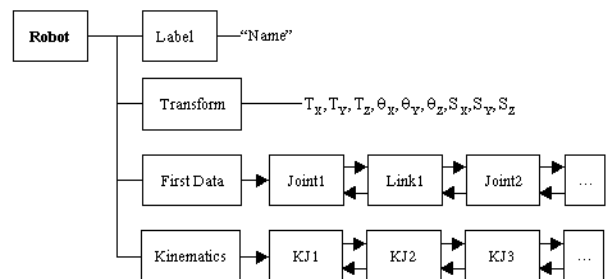 Robot Label “Name”
Transform T_X, T_Y, T_Z, θ_X, θ_Y, θ_Z, S_X, S_Y, S_Z
First Data Joint1 Link1 Joint2 ...
Kinematics KJ1 KJ2 KJ3 ...